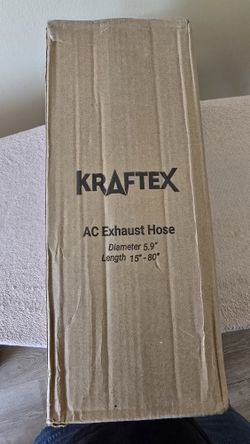 KRAFTEX
AC Exhaust Hose
Diameter 5.9"
Length 15"-80"